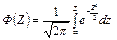 Φ{Z} = 1/√2π ∫ e^(-z²/2) dz